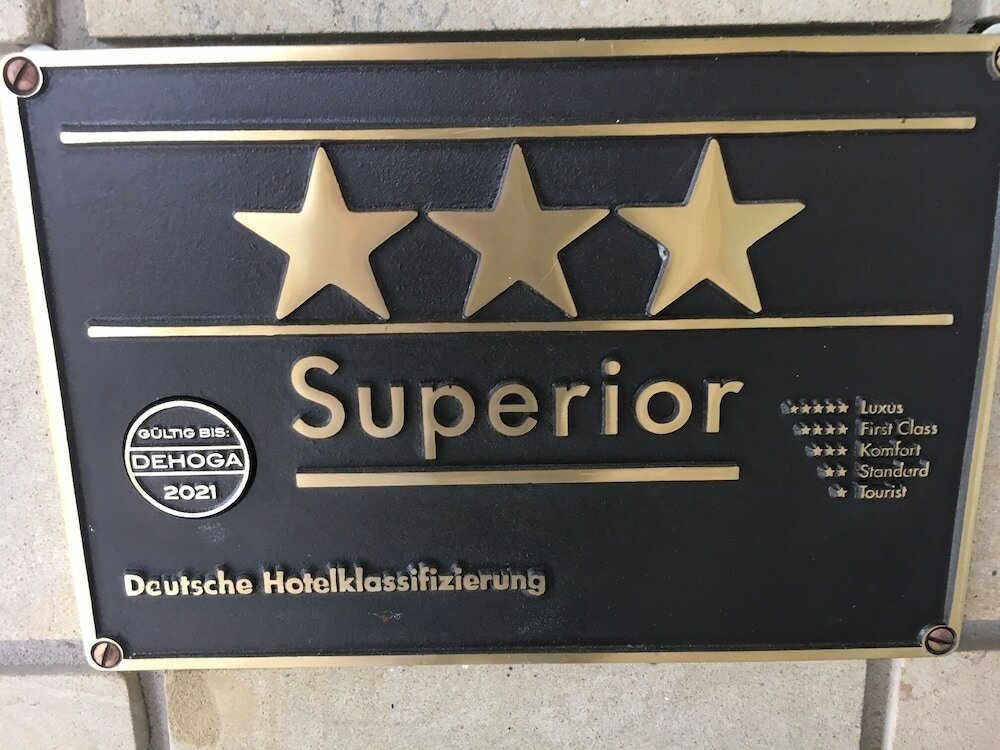 Superior
GÜLTIG BIS:
DEHOGA
2021
Luxus
First Class
Komfort
Standard
Tourist
Deutsche Hotelklassifizierung